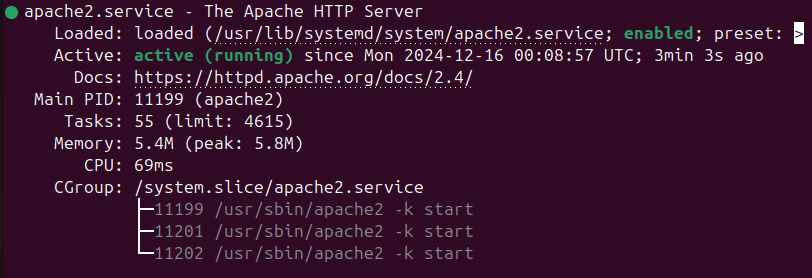 ● apache2.service - The Apache HTTP Server
Loaded: loaded (/usr/lib/systemd/system/apache2.service; enabled; preset: >
Active: active (running) since Mon 2024-12-16 00:08:57 UTC; 3min 3s ago
Docs: https://httpd.apache.org/docs/2.4/
Main PID: 11199 (apache2)
Tasks: 55 (limit: 4615)
Memory: 5.4M (peak: 5.8M)
CPU: 69ms
CGroup: /system.slice/apache2.service
├─11199 /usr/sbin/apache2 -k start
├─11201 /usr/sbin/apache2 -k start
└─11202 /usr/sbin/apache2 -k start